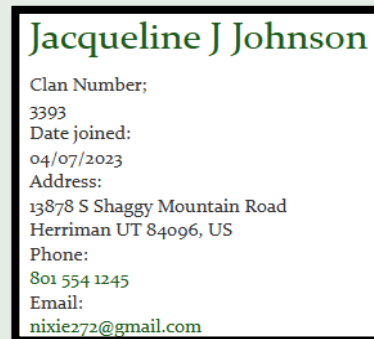 Jacqueline J Johnson
Clan Number;
3393
Date joined:
04/07/2023
Address:
13878 S Shaggy Mountain Road
Herriman UT 84096, US
Phone:
801 554 1245
Email:
nixie272@gmail.com